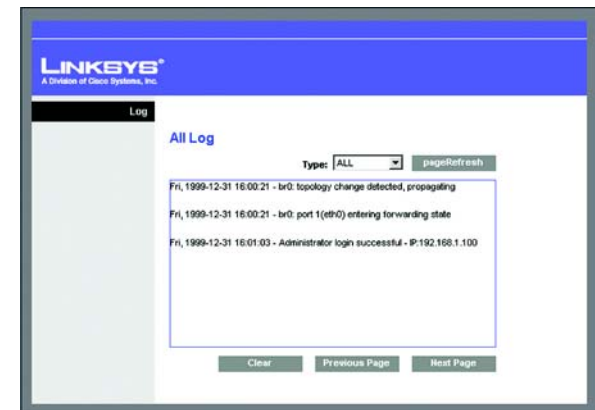 LINKSYS®
A Division of Cisco Systems, Inc.
Log
All Log
Type: ALL pageRefresh
Fri, 1999-12-31 16:00:21 - br0: topology change detected, propagating
Fri, 1999-12-31 16:00:21 - br0: port 1(eth0) entering forwarding state
Fri, 1999-12-31 16:01:03 - Administrator login successful - IP:192.168.1.100
Clear Previous Page Next Page